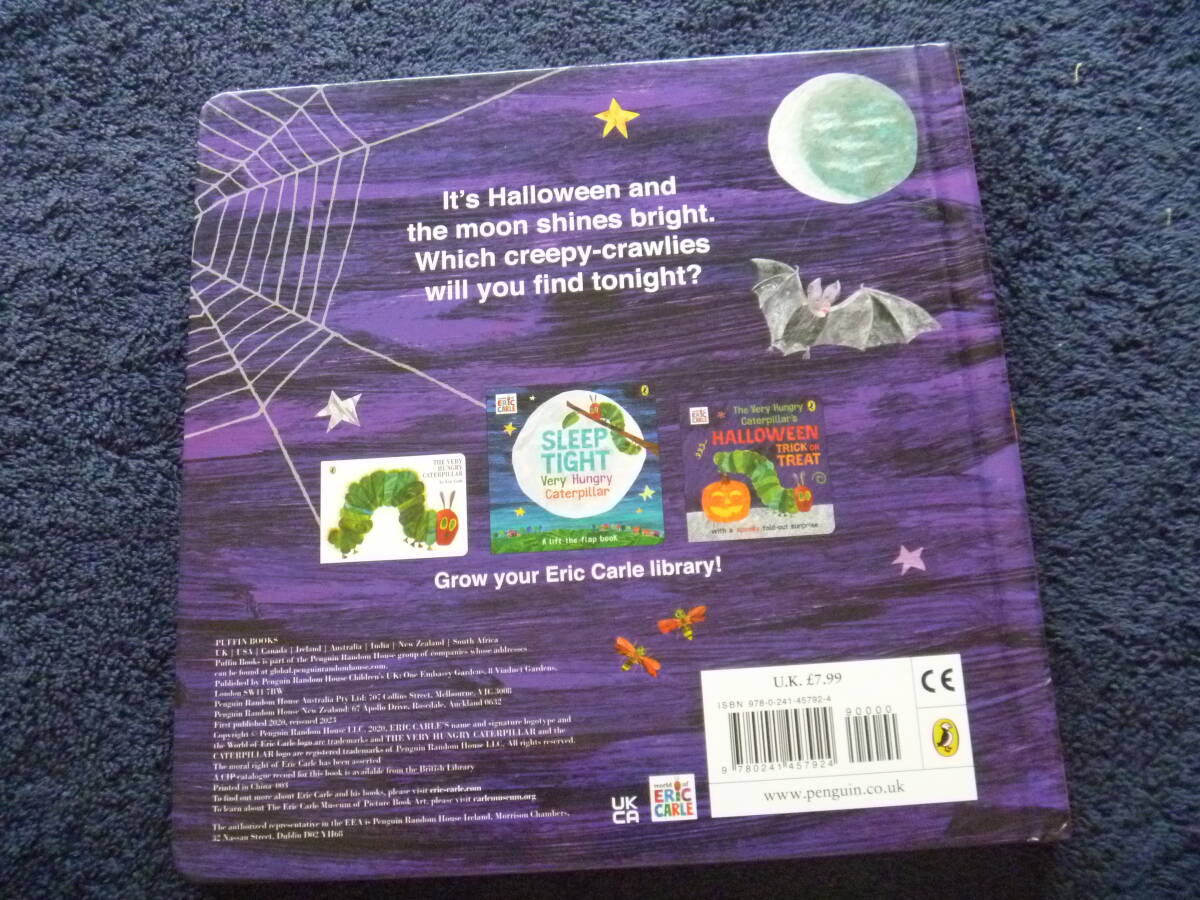 It's Halloween and
the moon shines bright.
Which creepy-crawlies
will you find tonight?
THE VERY
HUNGRY
CATERPILLAR
by Eric Carle
world of
ERIC
CARLE
SLEEP
TIGHT
Very Hungry
Caterpillar
A lift-the-flap book
ERIC
CARLE
The Very Hungry
Caterpillar's
HALLOWEEN
TRICK OR
TREAT
with a spooky fold-out surprise
Grow your Eric Carle library!
PUFFIN BOOKS
UK | USA | Canada | Ireland | Australia | India | New Zealand | South Africa
Puffin Books is part of the Penguin Random House group of companies whose addresses
can be found at global.penguinrandomhouse.com.
Published by Penguin Random House Children's UK: One Embassy Gardens, 8 Viaduct Gardens,
London SW11 7BW
Penguin Random House Australia Pty Ltd: 707 Collins Street, Melbourne, VIC 3008
Penguin Random House New Zealand: 67 Apollo Drive, Rosedale, Auckland 0632
First published 2020, reissued 2023
Copyright © Penguin Random House LLC, 2020. ERIC CARLE'S name and signature logotype and
the World of Eric Carle logo are trademarks and THE VERY HUNGRY CATERPILLAR and the
CATERPILLAR logo are registered trademarks of Penguin Random House LLC. All rights reserved.
The moral right of Eric Carle has been asserted
A CIP catalogue record for this book is available from the British Library
Printed in China 003
To find out more about Eric Carle and his books, please visit eric-carle.com
To learn about The Eric Carle Museum of Picture Book Art, please visit carlemuseum.org
The authorized representative in the EEA is Penguin Random House Ireland, Morrison Chambers,
32 Nassau Street, Dublin D02 YH68
UK
CA
world of
ERIC
CARLE
U.K. £7.99
ISBN 978-0-241-45792-4
90000
9 780241 457924
www.penguin.co.uk
CE